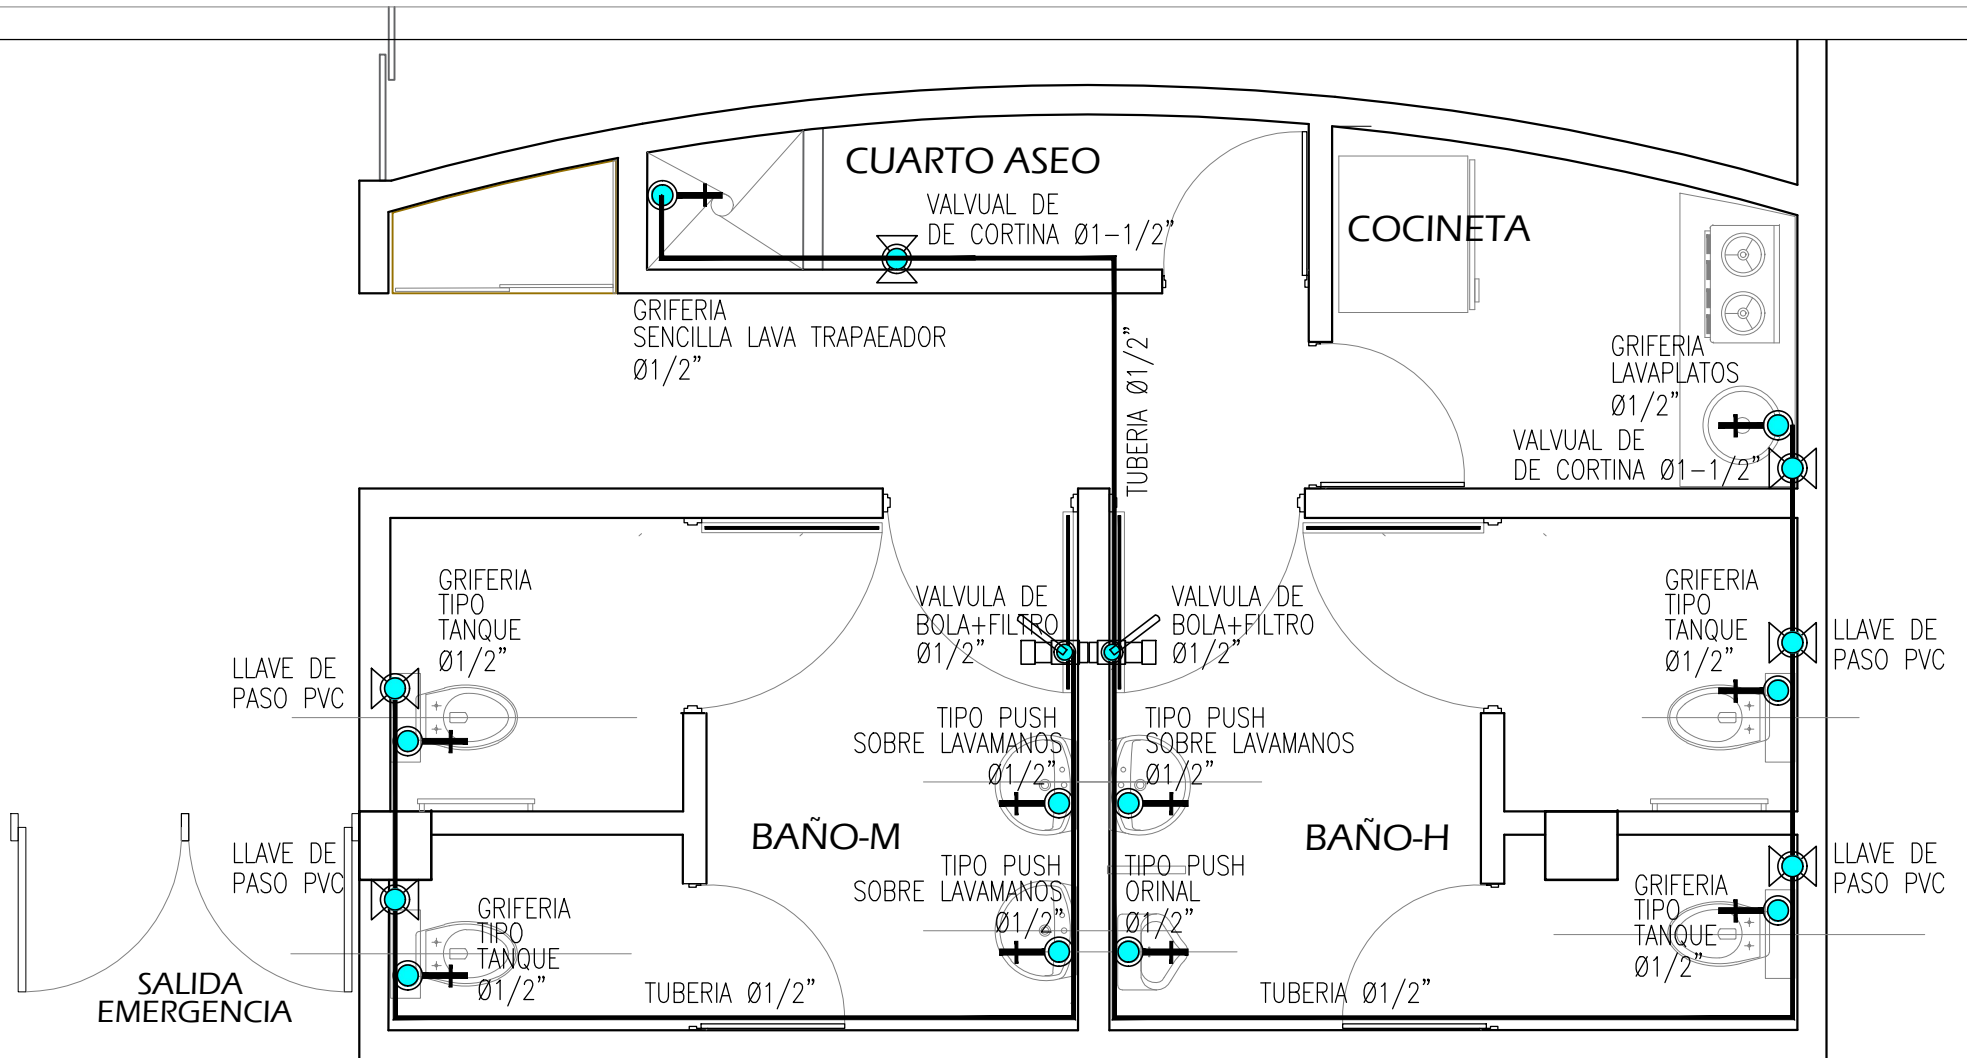 CUARTO ASEO
VALVUAL DE
DE CORTINA Ø1-1/2"
COCINETA
GRIFERIA
SENCILLA LAVA TRAPAEADOR
Ø1/2"
TUBERIA Ø1/2"
GRIFERIA
LAVAPLATOS
Ø1/2"
VALVUAL DE
DE CORTINA Ø1-1/2"
GRIFERIA
TIPO
TANQUE
Ø1/2"
LLAVE DE
PASO PVC
VALVULA DE
BOLA+FILTRO
Ø1/2"
VALVULA DE
BOLA+FILTRO
Ø1/2"
GRIFERIA
TIPO
TANQUE
Ø1/2"
LLAVE DE
PASO PVC
TIPO PUSH
SOBRE LAVAMANOS
Ø1/2"
TIPO PUSH
SOBRE LAVAMANOS
Ø1/2"
BAÑO-M
BAÑO-H
LLAVE DE
PASO PVC
TIPO PUSH
SOBRE LAVAMANOS
Ø1/2"
TIPO PUSH
ORINAL
Ø1/2"
LLAVE DE
PASO PVC
GRIFERIA
TIPO
TANQUE
Ø1/2"
GRIFERIA
TIPO
TANQUE
Ø1/2"
SALIDA
EMERGENCIA
TUBERIA Ø1/2"
TUBERIA Ø1/2"